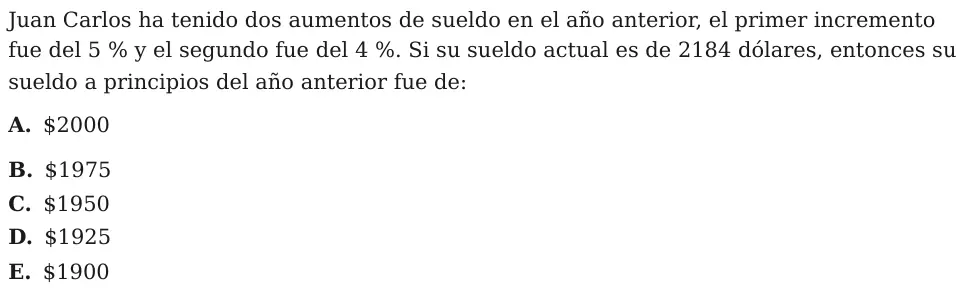 Juan Carlos ha tenido dos aumentos de sueldo en el año anterior, el primer incremento
fue del 5 % y el segundo fue del 4 %. Si su sueldo actual es de 2184 dólares, entonces su
sueldo a principios del año anterior fue de:
A. $2000
B. $1975
C. $1950
D. $1925
E. $1900